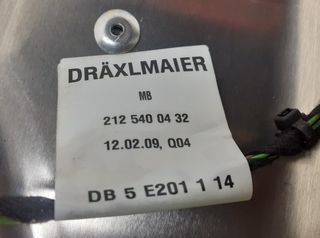 DRÄXLMAIER
MB
212 540 04 32
12.02.09, Q04
DB 5 E201 1 14